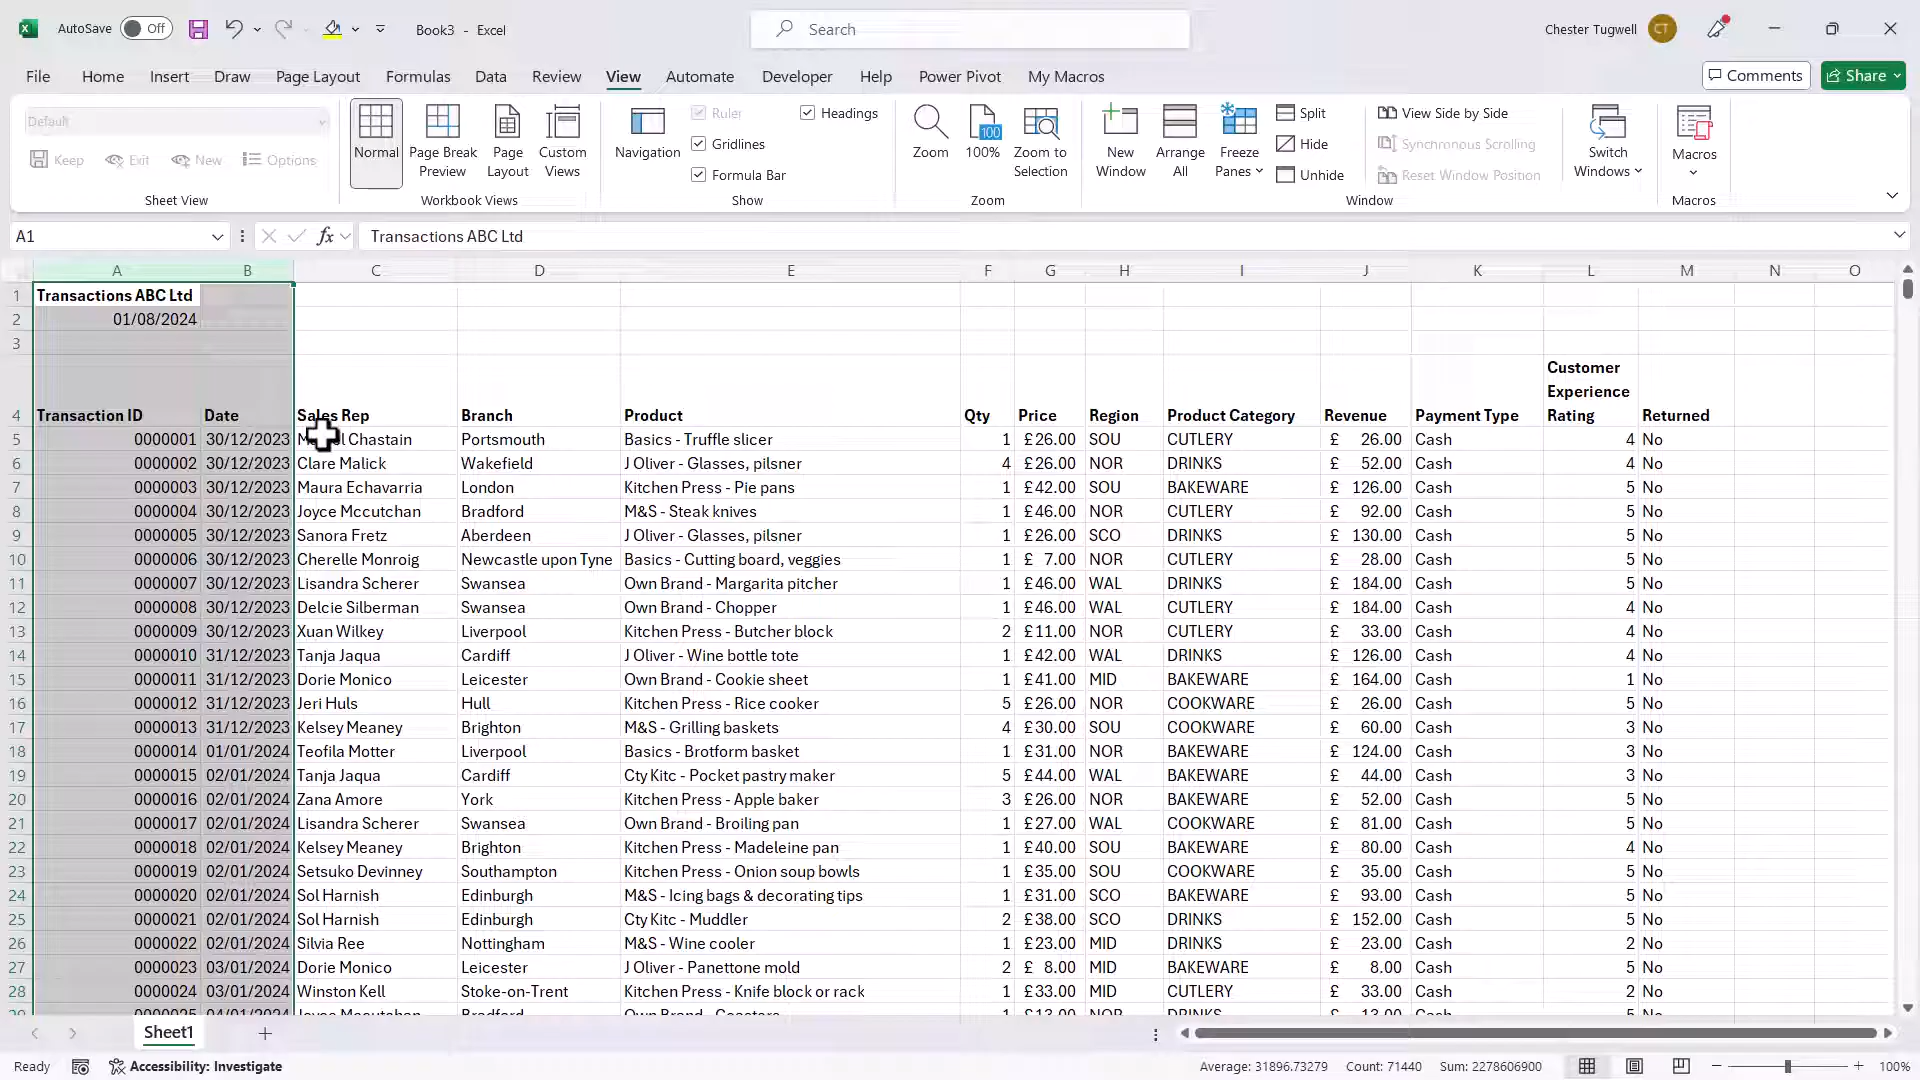 AutoSave Off Book3 - Excel Search Chester Tugwell CT
File Home Insert Draw Page Layout Formulas Data Review View Automate Developer Help Power Pivot My Macros Comments Share
Default
Keep Exit New Options
Sheet View
Normal Page Break Preview Page Layout Custom Views
Workbook Views
Navigation Ruler Headings
Gridlines
Formula Bar
Show
Zoom 100% Zoom to Selection
Zoom
New Window Arrange All Freeze Panes Split
Hide
Unhide
View Side by Side
Synchronous Scrolling
Reset Window Position
Switch Windows
Window
Macros
Macros
A1 fx Transactions ABC Ltd
A B C D E F G H I J K L M N O
1 Transactions ABC Ltd
2 01/08/2024
3
4 Transaction ID Date Sales Rep Branch Product Qty Price Region Product Category Revenue Payment Type Customer Experience Rating Returned
5 0000001 30/12/2023 Chastain Portsmouth Basics - Truffle slicer 1 £26.00 SOU CUTLERY £ 26.00 Cash 4 No
6 0000002 30/12/2023 Clare Malick Wakefield J Oliver - Glasses, pilsner 4 £26.00 NOR DRINKS £ 52.00 Cash 4 No
7 0000003 30/12/2023 Maura Echavarria London Kitchen Press - Pie pans 1 £42.00 SOU BAKEWARE £ 126.00 Cash 5 No
8 0000004 30/12/2023 Joyce Mccutchan Bradford M&S - Steak knives 1 £46.00 NOR CUTLERY £ 92.00 Cash 5 No
9 0000005 30/12/2023 Sanora Fretz Aberdeen J Oliver - Glasses, pilsner 1 £26.00 SCO DRINKS £ 130.00 Cash 5 No
10 0000006 30/12/2023 Cherelle Monroig Newcastle upon Tyne Basics - Cutting board, veggies 1 £ 7.00 NOR CUTLERY £ 28.00 Cash 5 No
11 0000007 30/12/2023 Lisandra Scherer Swansea Own Brand - Margarita pitcher 1 £46.00 WAL DRINKS £ 184.00 Cash 5 No
12 0000008 30/12/2023 Delcie Silberman Swansea Own Brand - Chopper 1 £46.00 WAL CUTLERY £ 184.00 Cash 4 No
13 0000009 30/12/2023 Xuan Wilkey Liverpool Kitchen Press - Butcher block 2 £11.00 NOR CUTLERY £ 33.00 Cash 4 No
14 0000010 31/12/2023 Tanja Jaqua Cardiff J Oliver - Wine bottle tote 1 £42.00 WAL DRINKS £ 126.00 Cash 4 No
15 0000011 31/12/2023 Dorie Monico Leicester Own Brand - Cookie sheet 1 £41.00 MID BAKEWARE £ 164.00 Cash 1 No
16 0000012 31/12/2023 Jeri Huls Hull Kitchen Press - Rice cooker 5 £26.00 NOR COOKWARE £ 26.00 Cash 5 No
17 0000013 31/12/2023 Kelsey Meaney Brighton M&S - Grilling baskets 4 £30.00 SOU COOKWARE £ 60.00 Cash 3 No
18 0000014 01/01/2024 Teofila Motter Liverpool Basics - Brotform basket 1 £31.00 NOR BAKEWARE £ 124.00 Cash 3 No
19 0000015 02/01/2024 Tanja Jaqua Cardiff Cty Kitc - Pocket pastry maker 5 £44.00 WAL BAKEWARE £ 44.00 Cash 3 No
20 0000016 02/01/2024 Zana Amore York Kitchen Press - Apple baker 3 £26.00 NOR BAKEWARE £ 52.00 Cash 5 No
21 0000017 02/01/2024 Lisandra Scherer Swansea Own Brand - Broiling pan 1 £27.00 WAL COOKWARE £ 81.00 Cash 5 No
22 0000018 02/01/2024 Kelsey Meaney Brighton Kitchen Press - Madeleine pan 1 £40.00 SOU BAKEWARE £ 80.00 Cash 4 No
23 0000019 02/01/2024 Setsuko Devinney Southampton Kitchen Press - Onion soup bowls 1 £35.00 SOU COOKWARE £ 35.00 Cash 5 No
24 0000020 02/01/2024 Sol Harnish Edinburgh M&S - Icing bags & decorating tips 1 £31.00 SCO BAKEWARE £ 93.00 Cash 5 No
25 0000021 02/01/2024 Sol Harnish Edinburgh Cty Kitc - Muddler 2 £38.00 SCO DRINKS £ 152.00 Cash 5 No
26 0000022 02/01/2024 Silvia Ree Nottingham M&S - Wine cooler 1 £23.00 MID DRINKS £ 23.00 Cash 2 No
27 0000023 03/01/2024 Dorie Monico Leicester J Oliver - Panettone mold 2 £ 8.00 MID BAKEWARE £ 8.00 Cash 5 No
28 0000024 03/01/2024 Winston Kell Stoke-on-Trent Kitchen Press - Knife block or rack 1 £33.00 MID CUTLERY £ 33.00 Cash 2 No
Sheet1
Ready Accessibility: Investigate Average: 31896.73279 Count: 71440 Sum: 2278606900 100%